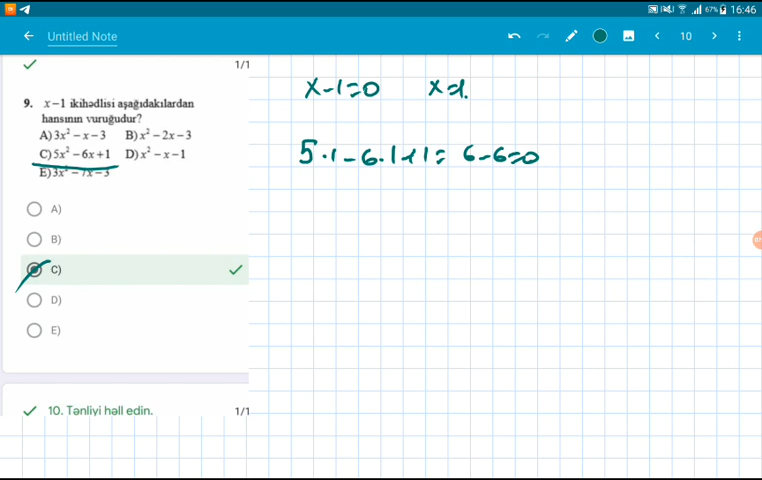 67% 16:46
Untitled Note
10
1/1
9. x−1 ikihədlisi aşağıdakılardan
hansının vuruğudur?
A) 3x² − x − 3 B) x² − 2x − 3
C) 5x² − 6x + 1 D) x² − x − 1
E) 3x² − 7x − 3
A)
B)
C)
D)
E)
10. Tənliyi həll edin. 1/1
x−1=0 x=1.
5·1−6·1+1= 6−6=0